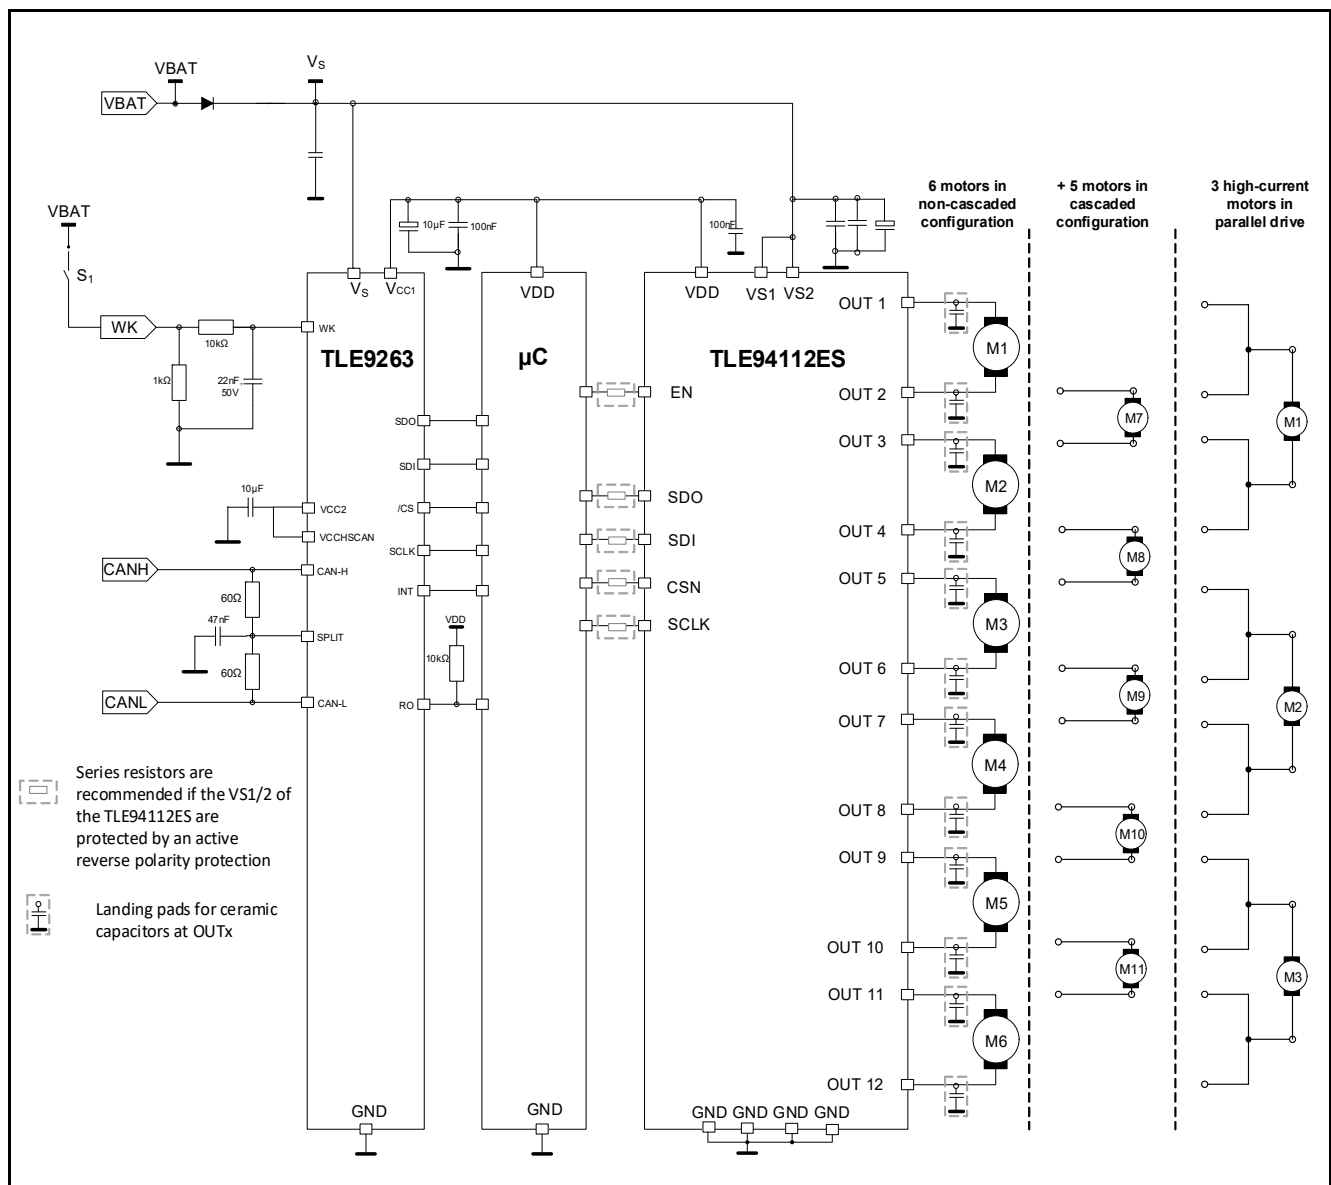 VBAT
VBAT
VS
10µF
100nF
100nF
6 motors in
non-cascaded
configuration
+ 5 motors in
cascaded
configuration
3 high-current
motors in
parallel drive
VBAT
S1
WK
10kΩ
1kΩ
22nF,
50V
VS
VCC1
WK
TLE9263
SDO
SDI
/CS
SCLK
INT
RO
VCC2
VCCHSCAN
CAN-H
SPLIT
CAN-L
GND
10µF
CANH
60Ω
47nF
60Ω
CANL
VDD
10kΩ
VDD
µC
GND
VDD
VS1
VS2
TLE94112ES
EN
SDO
SDI
CSN
SCLK
OUT 1
OUT 2
OUT 3
OUT 4
OUT 5
OUT 6
OUT 7
OUT 8
OUT 9
OUT 10
OUT 11
OUT 12
GND GND GND GND
M1
M2
M3
M4
M5
M6
M7
M8
M9
M10
M11
M1
M2
M3
Series resistors are
recommended if the VS1/2 of
the TLE94112ES are
protected by an active
reverse polarity protection
Landing pads for ceramic
capacitors at OUTx